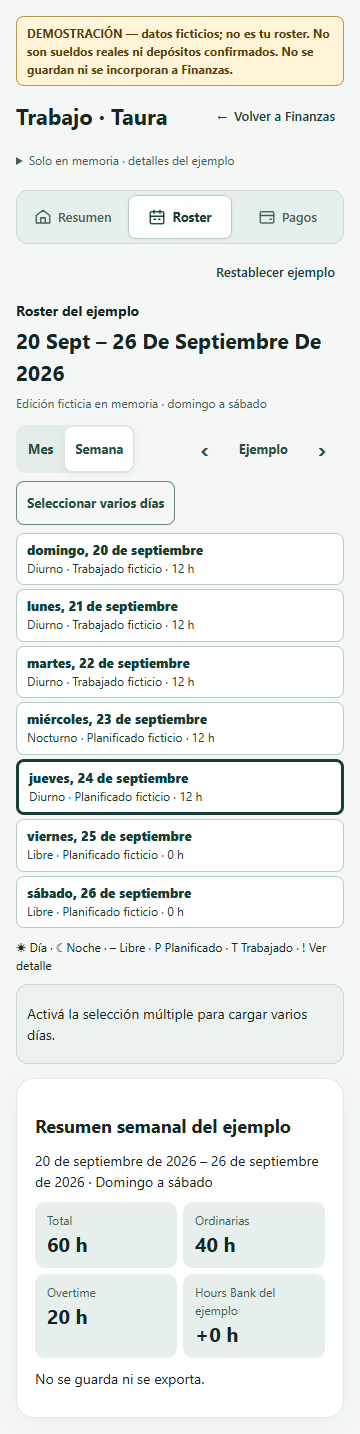 DEMOSTRACIÓN — datos ficticios; no es tu roster. No
son sueldos reales ni depósitos confirmados. No se
guardan ni se incorporan a Finanzas.
Trabajo · Taura
← Volver a Finanzas
▶ Solo en memoria · detalles del ejemplo
Resumen
Roster
Pagos
Restablecer ejemplo
Roster del ejemplo
20 Sept – 26 De Septiembre De
2026
Edición ficticia en memoria · domingo a sábado
Mes
Semana
‹
Ejemplo
›
Seleccionar varios días
domingo, 20 de septiembre
Diurno · Trabajado ficticio · 12 h
lunes, 21 de septiembre
Diurno · Trabajado ficticio · 12 h
martes, 22 de septiembre
Diurno · Trabajado ficticio · 12 h
miércoles, 23 de septiembre
Nocturno · Planificado ficticio · 12 h
jueves, 24 de septiembre
Diurno · Planificado ficticio · 12 h
viernes, 25 de septiembre
Libre · Planificado ficticio · 0 h
sábado, 26 de septiembre
Libre · Planificado ficticio · 0 h
☀ Día · ☾ Noche · – Libre · P Planificado · T Trabajado · ! Ver
detalle
Activá la selección múltiple para cargar varios
días.
Resumen semanal del ejemplo
20 de septiembre de 2026 – 26 de septiembre
de 2026 · Domingo a sábado
Total
60 h
Ordinarias
40 h
Overtime
20 h
Hours Bank del
ejemplo
+0 h
No se guarda ni se exporta.